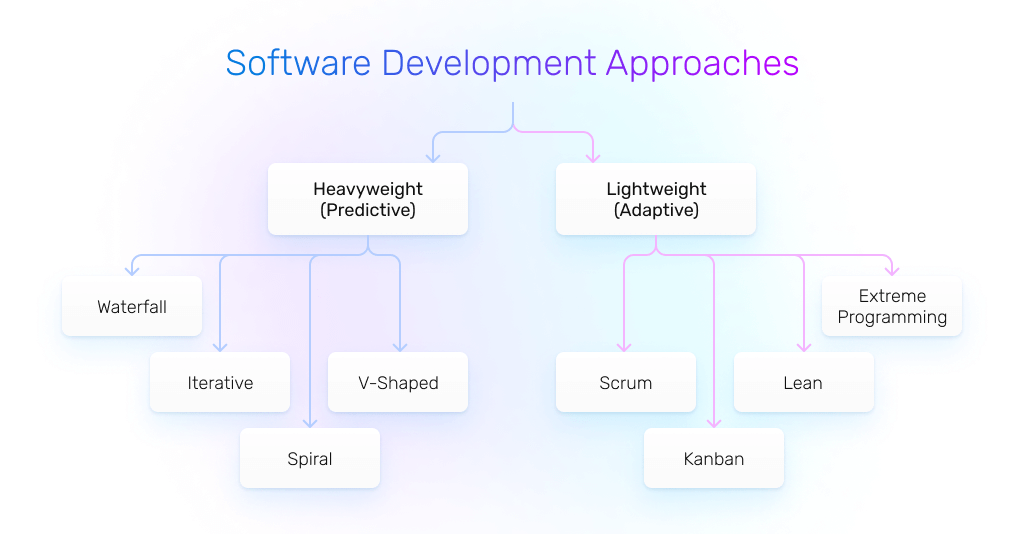 Software Development Approaches
Heavyweight
(Predictive)
Lightweight
(Adaptive)
Waterfall
Extreme
Programming
Iterative
V-Shaped
Scrum
Lean
Spiral
Kanban